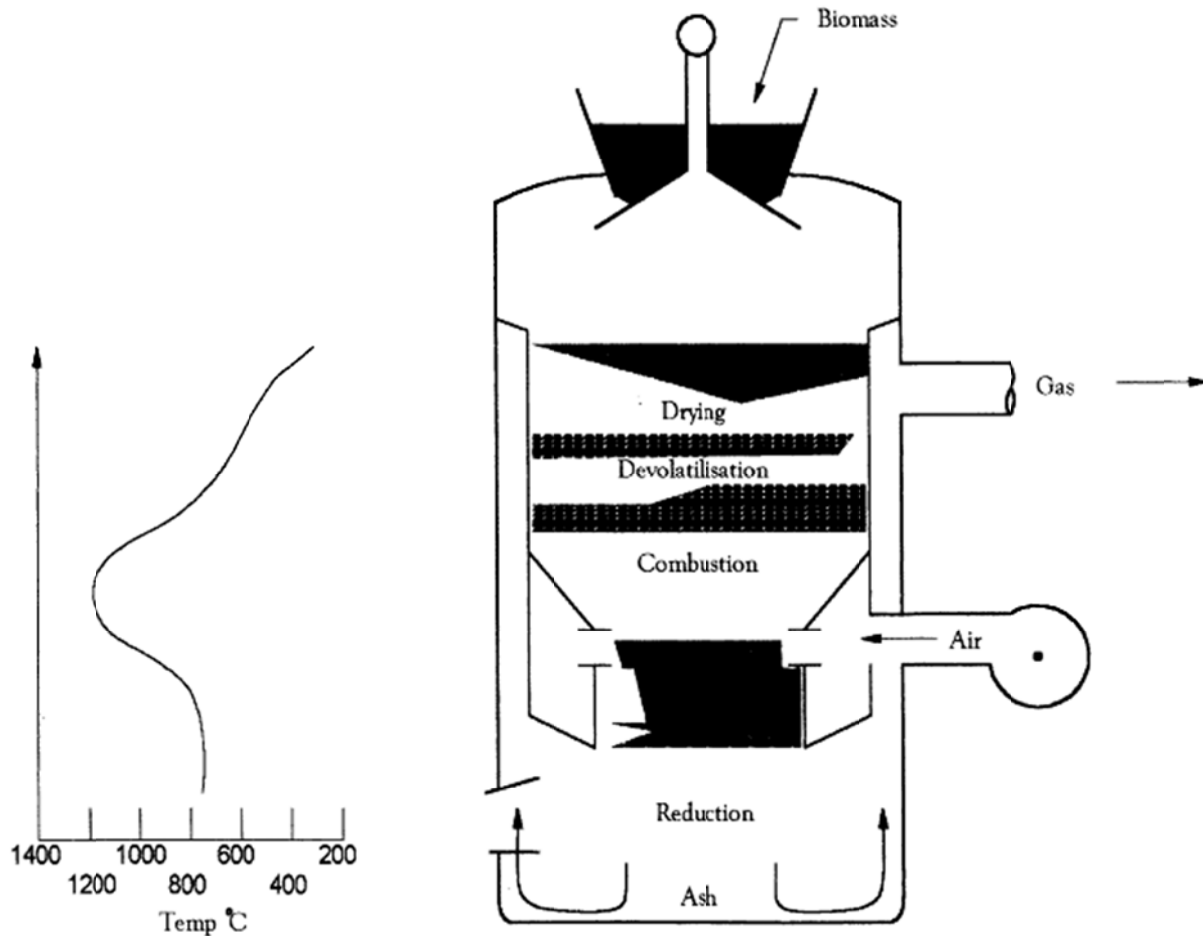 Biomass
Gas
Drying
Devolatilisation
Combustion
Air
Reduction
Ash
1400 1000 600 200
1200 800 400
Temp °C